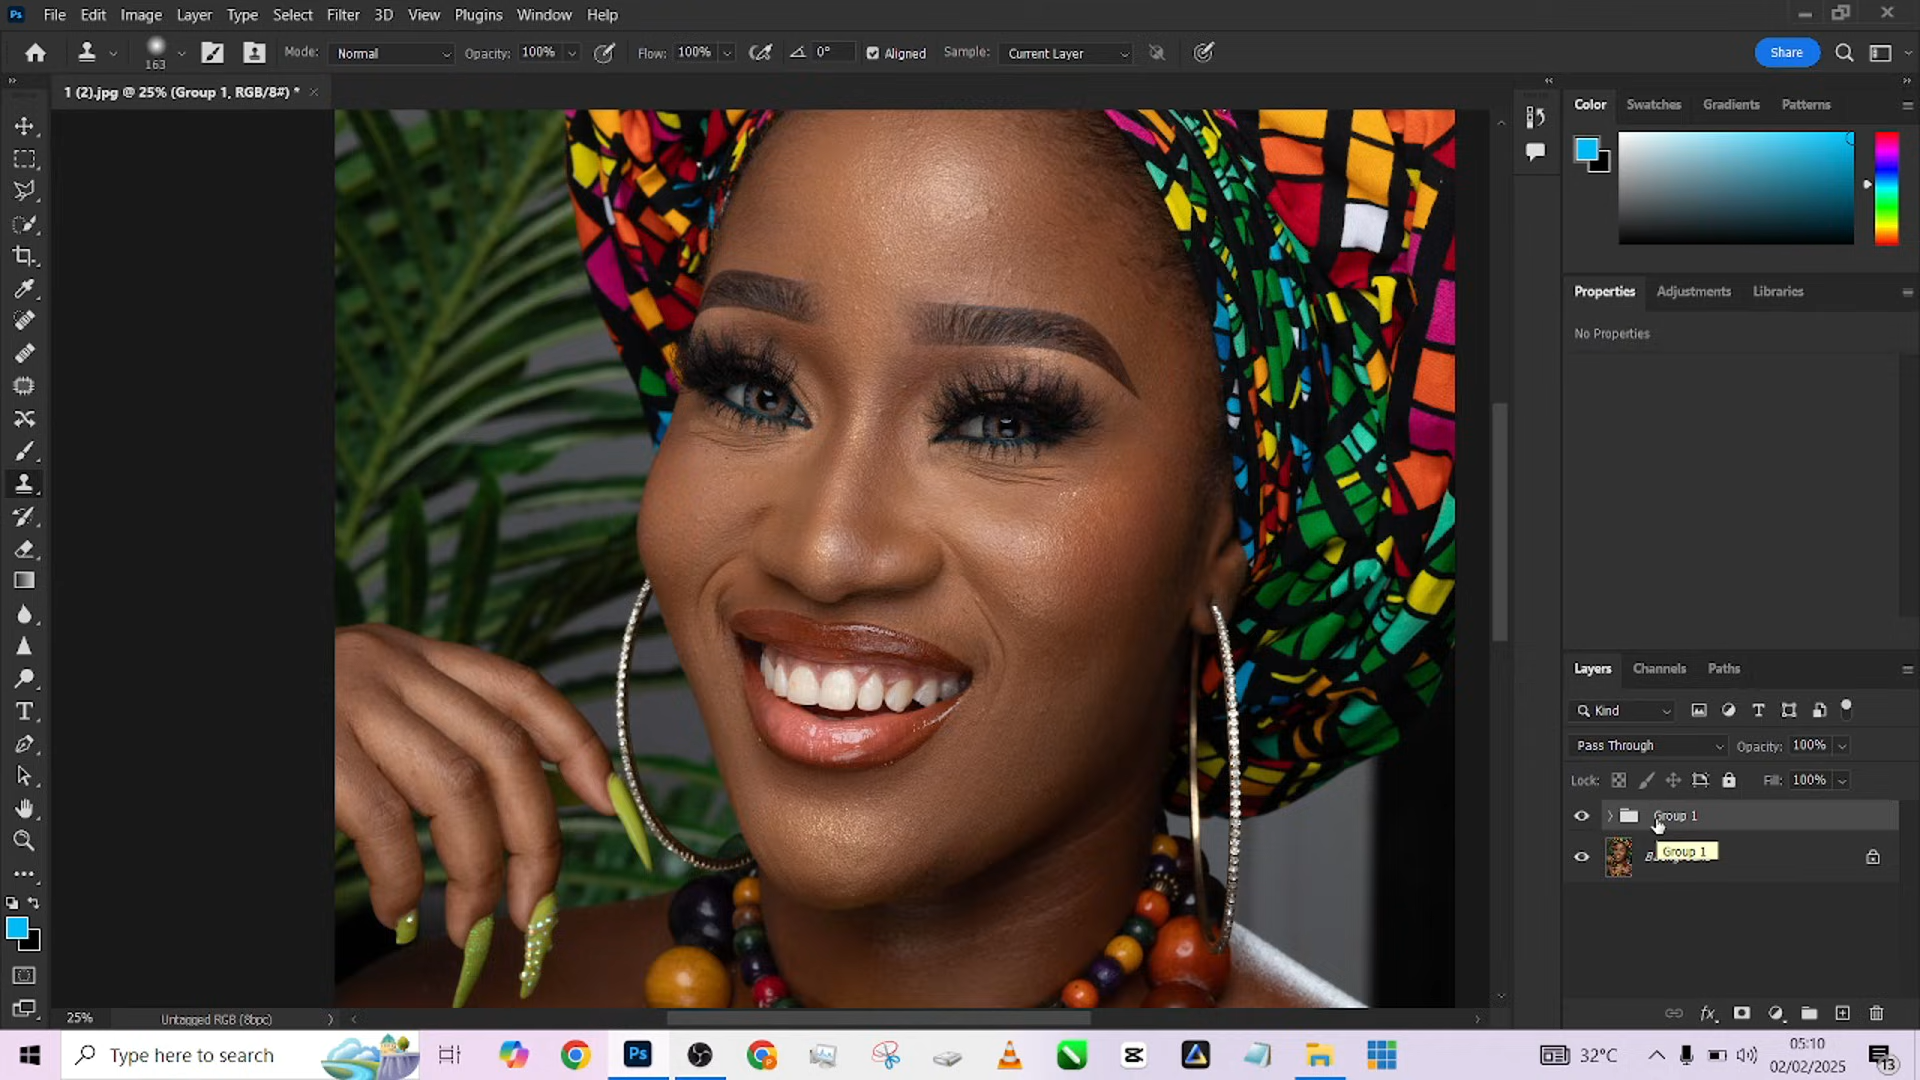 Ps File Edit Image Layer Type Select Filter 3D View Plugins Window Help
163 Mode: Normal Opacity: 100% Flow: 100% 0° Aligned Sample: Current Layer Share
1 (2).jpg @ 25% (Group 1, RGB/8#) *
Color Swatches Gradients Patterns
Properties Adjustments Libraries
No Properties
Layers Channels Paths
Kind
Pass Through Opacity: 100%
Lock: Fill: 100%
Group 1
Group 1
25% Untagged RGB (8bpc)
Type here to search Ps 32°C 05:10
02/02/2025 13